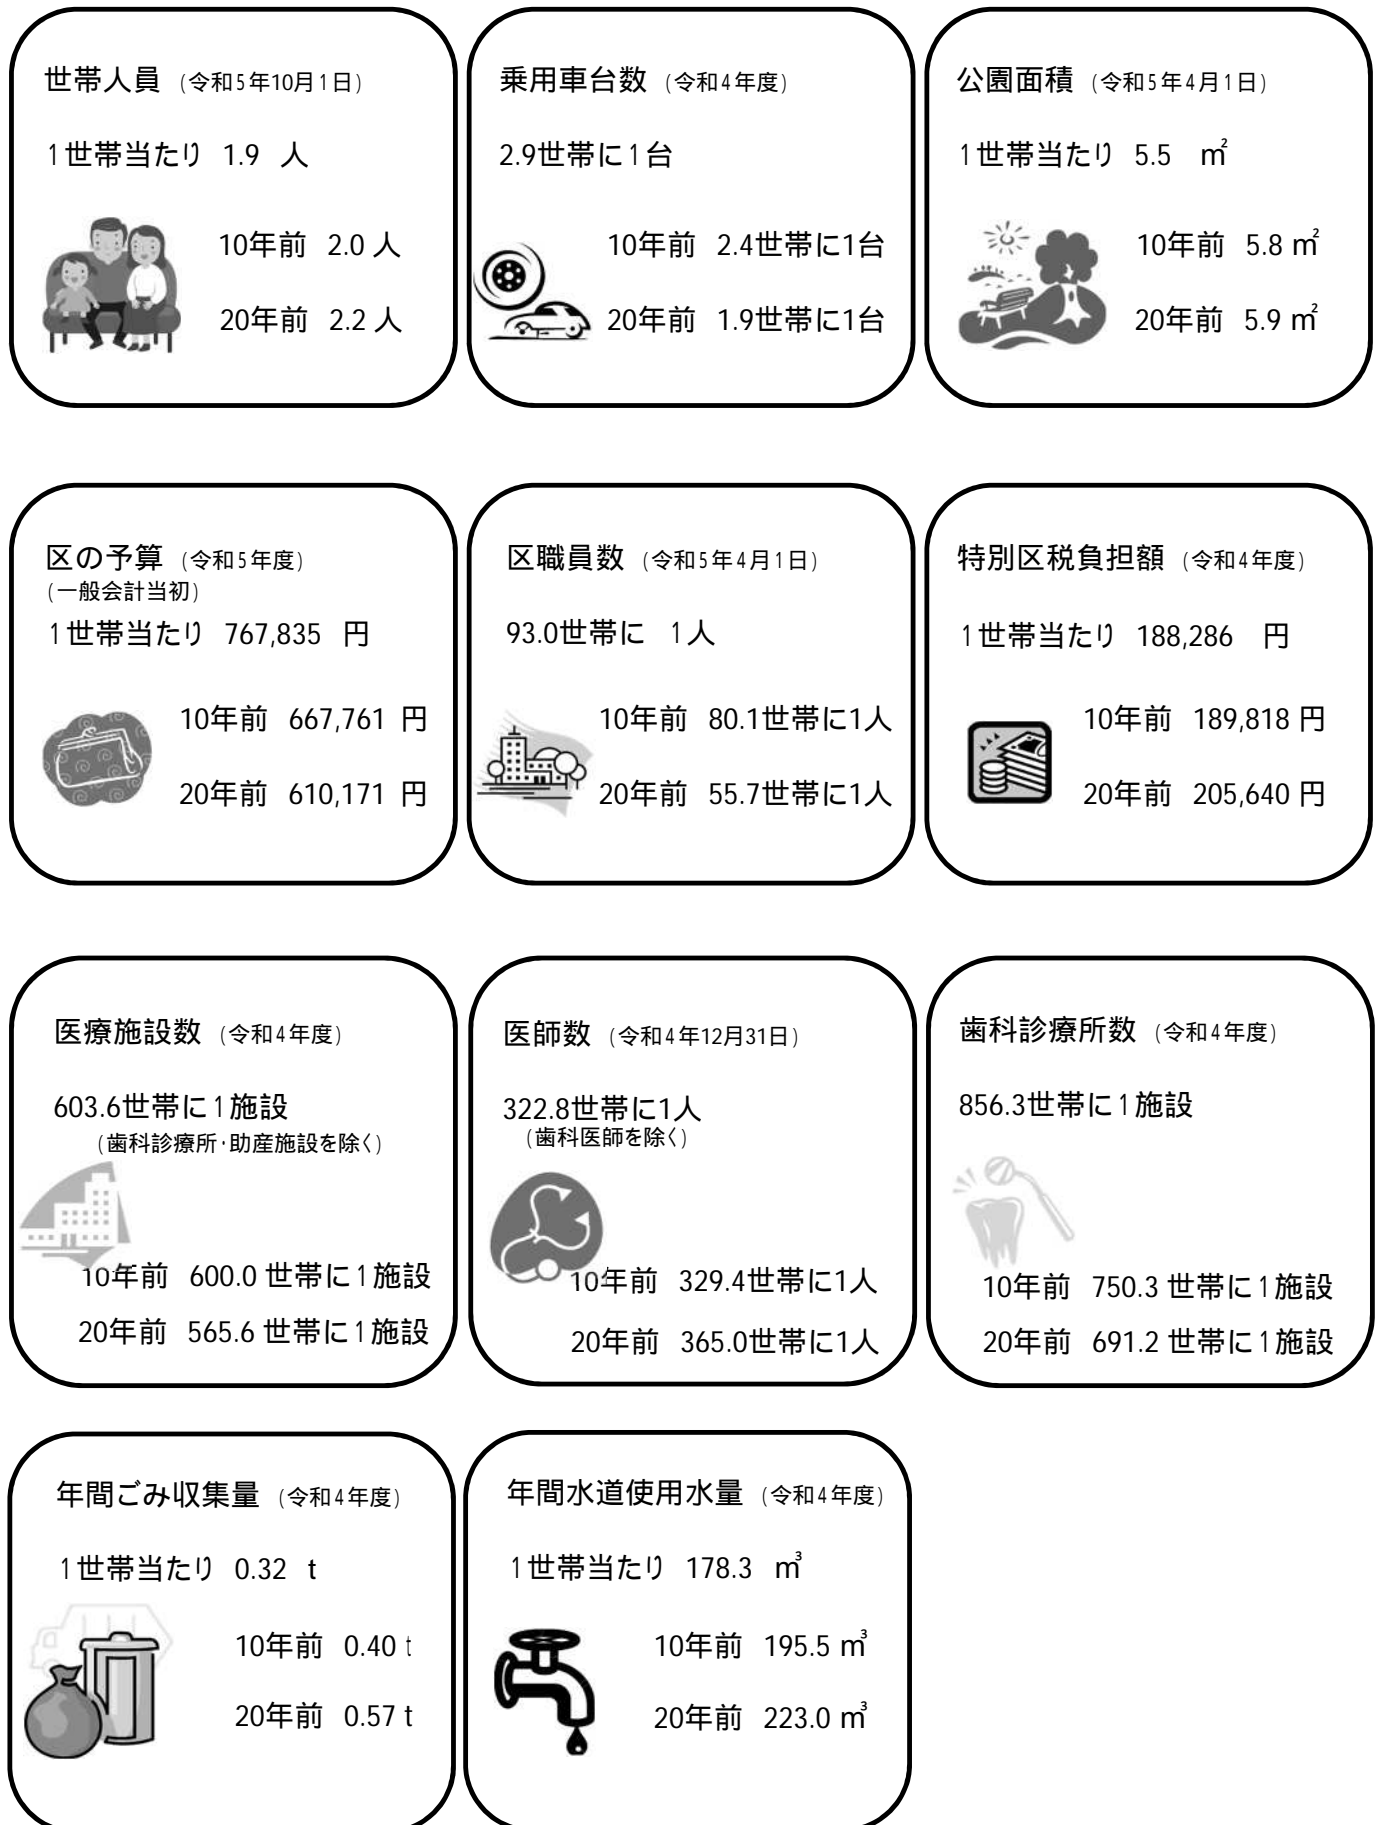 世帯人員 (令和5年10月1日)
1世帯当たり 1.9 人
10年前 2.0 人
20年前 2.2 人
乗用車台数 (令和4年度)
2.9世帯に1台
10年前 2.4世帯に1台
20年前 1.9世帯に1台
公園面積 (令和5年4月1日)
1世帯当たり 5.5 ㎡
10年前 5.8 ㎡
20年前 5.9 ㎡
区の予算 (令和5年度)
(一般会計当初)
1世帯当たり 767,835 円
10年前 667,761 円
20年前 610,171 円
区職員数 (令和5年4月1日)
93.0世帯に 1人
10年前 80.1世帯に1人
20年前 55.7世帯に1人
特別区税負担額 (令和4年度)
1世帯当たり 188,286 円
10年前 189,818 円
20年前 205,640 円
医療施設数 (令和4年度)
603.6世帯に1施設
(歯科診療所・助産施設を除く)
10年前 600.0 世帯に1施設
20年前 565.6 世帯に1施設
医師数 (令和4年12月31日)
322.8世帯に1人
(歯科医師を除く)
10年前 329.4世帯に1人
20年前 365.0世帯に1人
歯科診療所数 (令和4年度)
856.3世帯に1施設
10年前 750.3 世帯に1施設
20年前 691.2 世帯に1施設
年間ごみ収集量 (令和4年度)
1世帯当たり 0.32 t
10年前 0.40 t
20年前 0.57 t
年間水道使用水量 (令和4年度)
1世帯当たり 178.3 ㎥
10年前 195.5 ㎥
20年前 223.0 ㎥